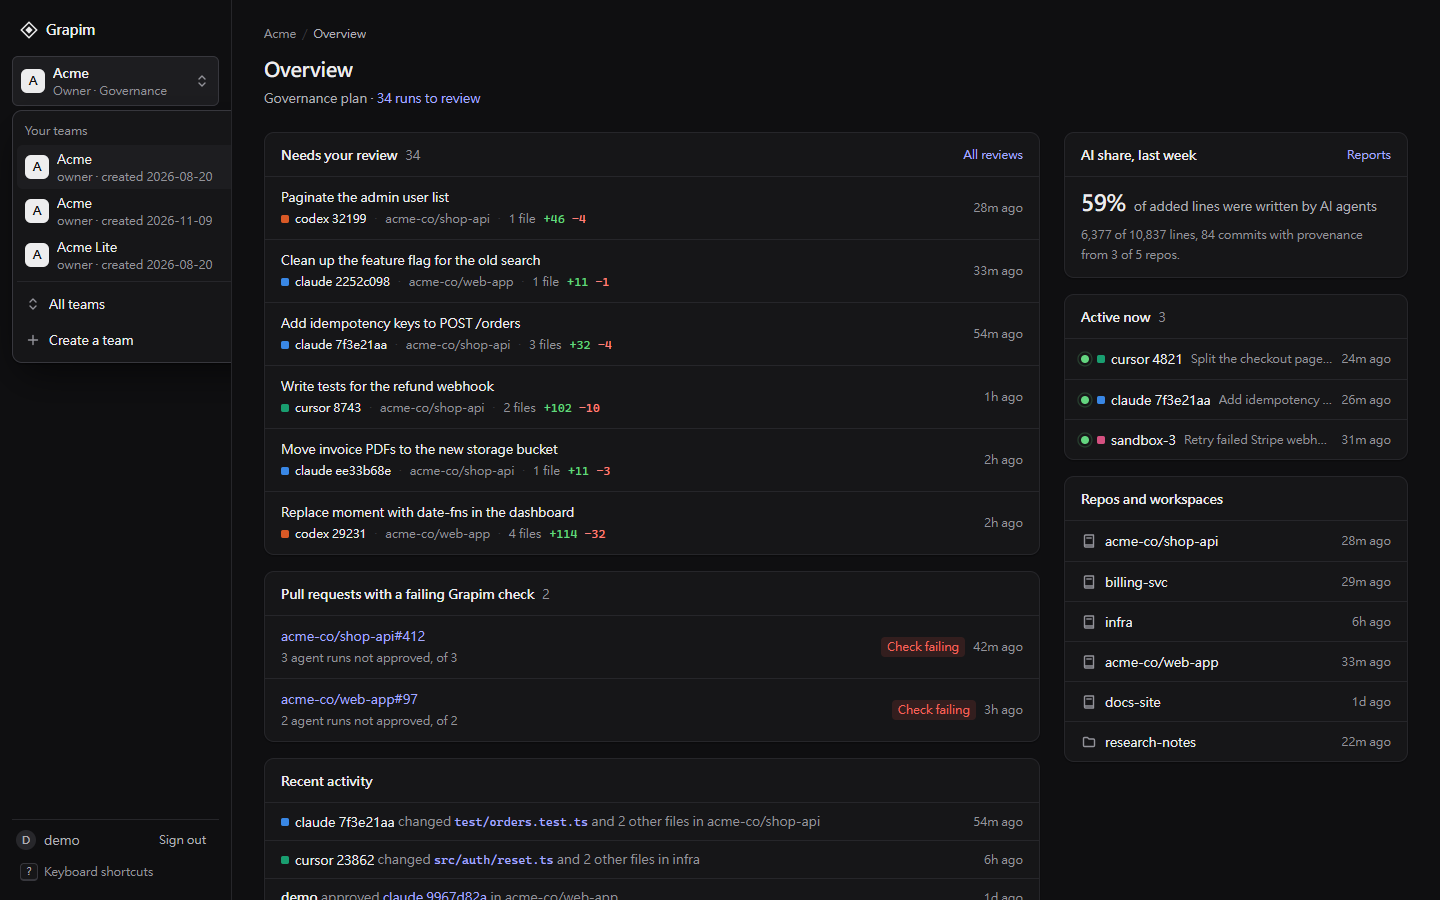 Grapim
A
Acme
Owner · Governance
Your teams
A
Acme
owner · created 2026-08-20
A
Acme
owner · created 2026-11-09
A
Acme Lite
owner · created 2026-08-20
All teams
Create a team
D demo Sign out
? Keyboard shortcuts
Acme / Overview
Overview
Governance plan · 34 runs to review
Needs your review 34 All reviews
Paginate the admin user list
codex 32199 · acme-co/shop-api · 1 file +46 −4
28m ago
Clean up the feature flag for the old search
claude 2252c098 · acme-co/web-app · 1 file +11 −1
33m ago
Add idempotency keys to POST /orders
claude 7f3e21aa · acme-co/shop-api · 3 files +32 −4
54m ago
Write tests for the refund webhook
cursor 8743 · acme-co/shop-api · 2 files +102 −10
1h ago
Move invoice PDFs to the new storage bucket
claude ee33b68e · acme-co/shop-api · 1 file +11 −3
2h ago
Replace moment with date-fns in the dashboard
codex 29231 · acme-co/web-app · 4 files +114 −32
2h ago
Pull requests with a failing Grapim check 2
acme-co/shop-api#412
3 agent runs not approved, of 3
Check failing 42m ago
acme-co/web-app#97
2 agent runs not approved, of 2
Check failing 3h ago
Recent activity
claude 7f3e21aa changed test/orders.test.ts and 2 other files in acme-co/shop-api 54m ago
cursor 23862 changed src/auth/reset.ts and 2 other files in infra 6h ago
demo approved claude 9967d82a in acme-co/web-app 1d ago
AI share, last week Reports
59% of added lines were written by AI agents
6,377 of 10,837 lines, 84 commits with provenance
from 3 of 5 repos.
Active now 3
cursor 4821 Split the checkout page... 24m ago
claude 7f3e21aa Add idempotency ... 26m ago
sandbox-3 Retry failed Stripe webh... 31m ago
Repos and workspaces
acme-co/shop-api 28m ago
billing-svc 29m ago
infra 6h ago
acme-co/web-app 33m ago
docs-site 1d ago
research-notes 22m ago